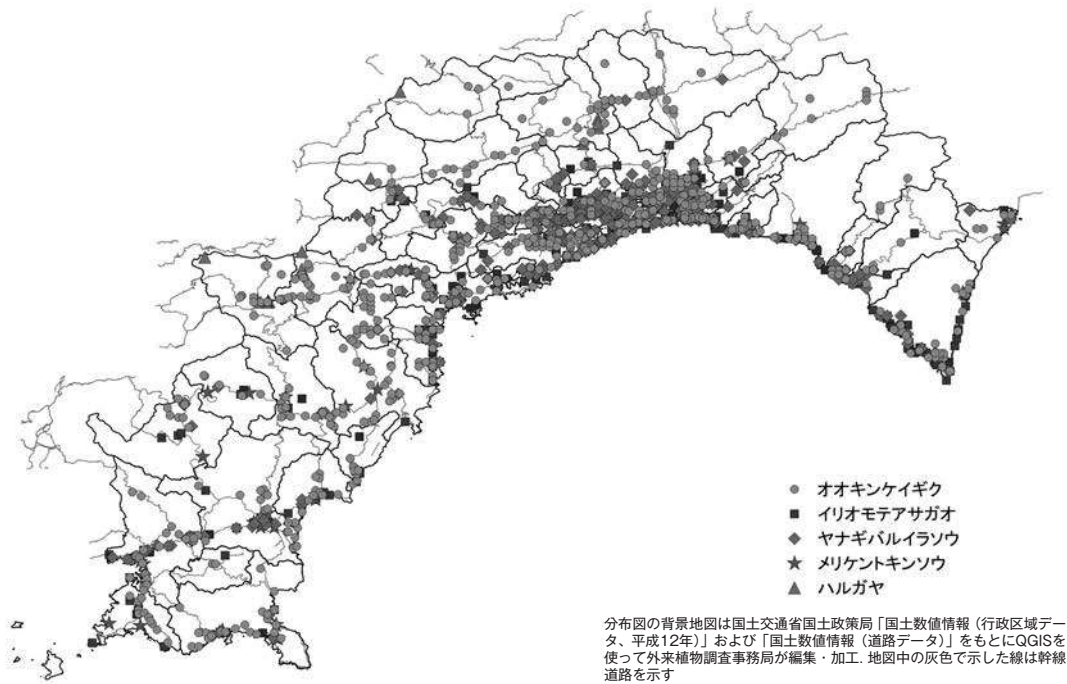 オオキンケイギク
イリオモテアサガオ
ヤナギバルイラソウ
メリケントキンソウ
ハルガヤ
分布図の背景地図は国土交通省国土政策局「国土数値情報（行政区域デー
タ、平成12年）」および「国土数値情報（道路データ）」をもとにQGISを
使って外来植物調査事務局が編集・加工. 地図中の灰色で示した線は幹線
道路を示す